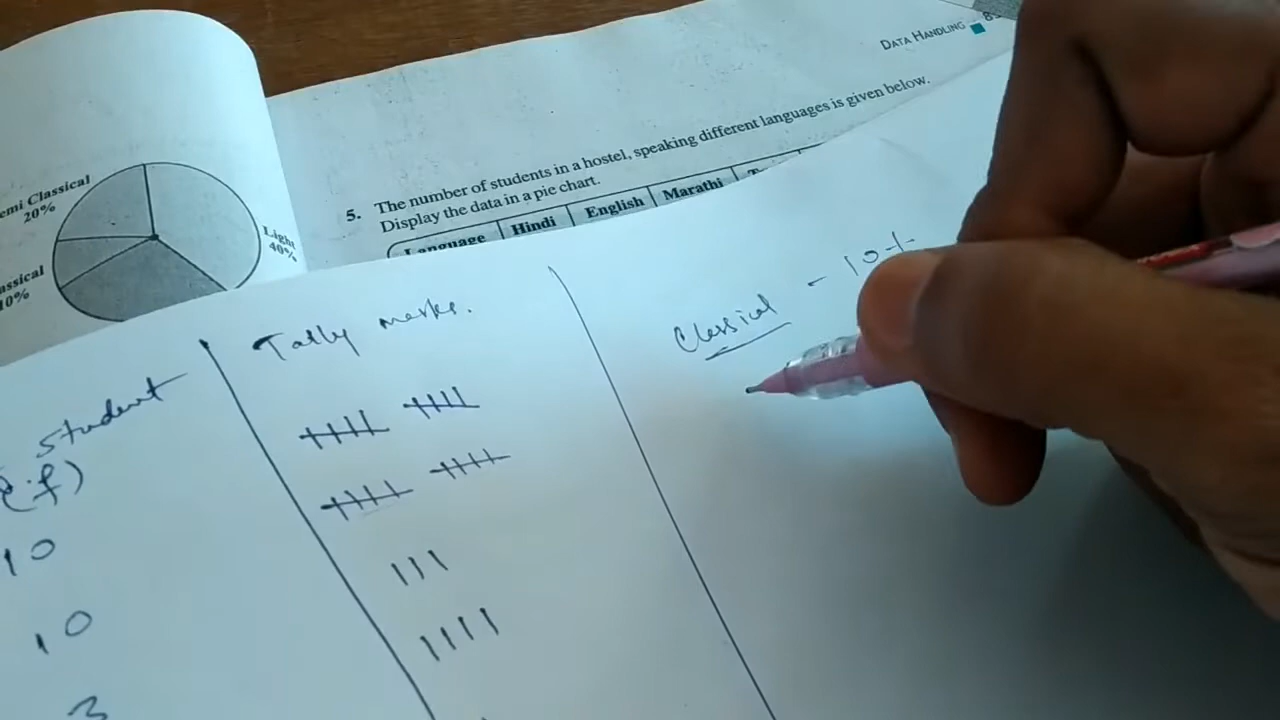 DATA HANDLING
5. The number of students in a hostel, speaking different languages is given below.
Display the data in a pie chart.
Language Hindi English Marathi
emi Classical
20%
Light
40%
assical
10%
student
(f)
10
10
3
Tally marks.
Classical - 10%